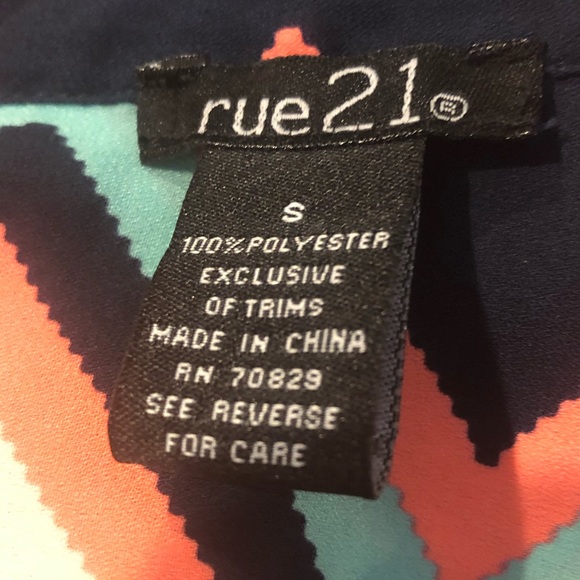 rue21®
S
100% POLYESTER
EXCLUSIVE
OF TRIMS
MADE IN CHINA
RN 70829
SEE REVERSE
FOR CARE